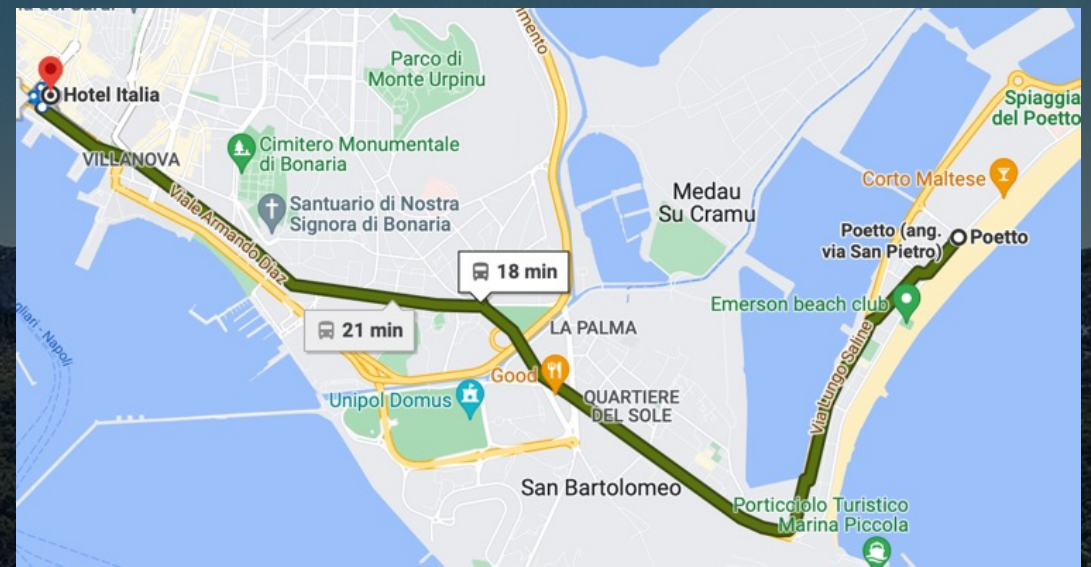 Parco di
Monte Urpinu
Hotel Italia
Spiaggia
del Poetto
Cimitero Monumentale
di Bonaria
VILLANOVA
Corto Maltese
Medau
Su Cramu
Viale Armando Diaz
Santuario di Nostra
Signora di Bonaria
Poetto (ang.
via San Pietro)
Poetto
18 min
Emerson beach club
21 min
LA PALMA
Via Lungo Saline
Good
Unipol Domus
QUARTIERE
DEL SOLE
San Bartolomeo
Porticciolo Turistico
Marina Piccola
Napoli